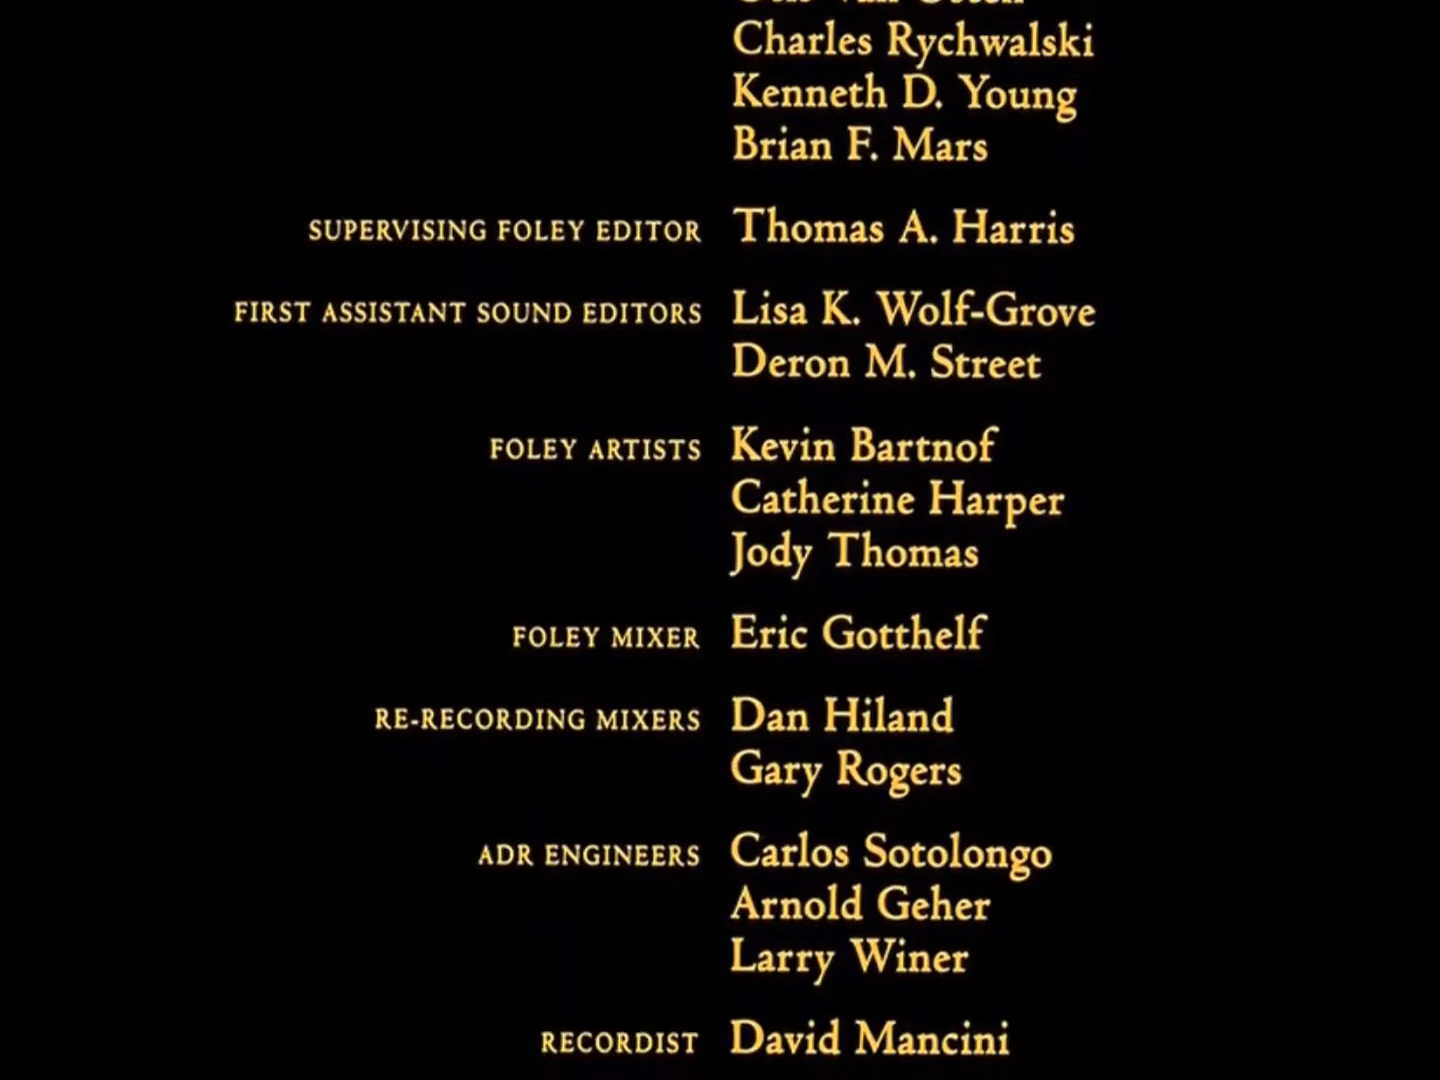 Charles Rychwalski
Kenneth D. Young
Brian F. Mars
SUPERVISING FOLEY EDITOR Thomas A. Harris
FIRST ASSISTANT SOUND EDITORS Lisa K. Wolf-Grove
Deron M. Street
FOLEY ARTISTS Kevin Bartnof
Catherine Harper
Jody Thomas
FOLEY MIXER Eric Gotthelf
RE-RECORDING MIXERS Dan Hiland
Gary Rogers
ADR ENGINEERS Carlos Sotolongo
Arnold Geher
Larry Winer
RECORDIST David Mancini